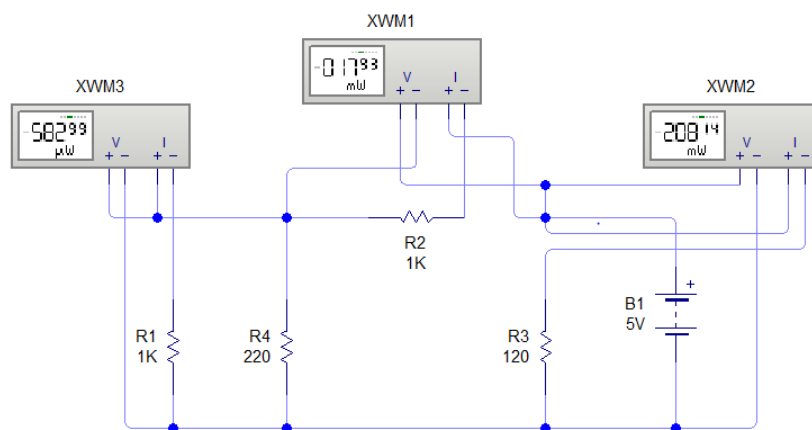 XWM1
-017.93
mW
V I
+ - + -
XWM3
-582.99
µW
V I
+ - + -
XWM2
-208.14
mW
V I
+ - + -
R2
1K
R1
1K
R4
220
R3
120
B1
5V
+